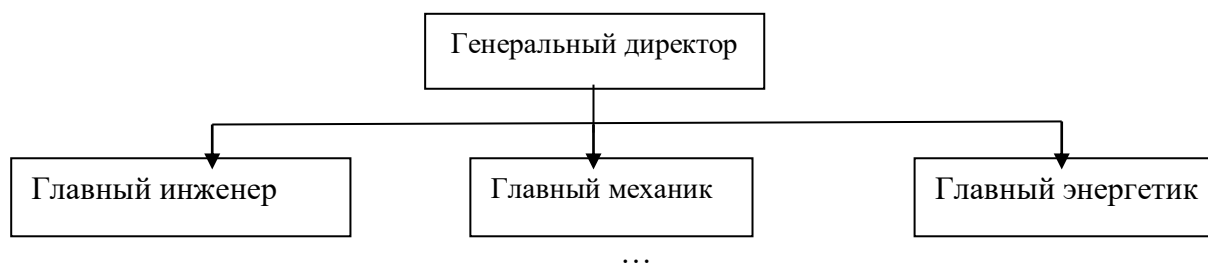 Генеральный директор
Главный инженер
Главный механик
Главный энергетик
…